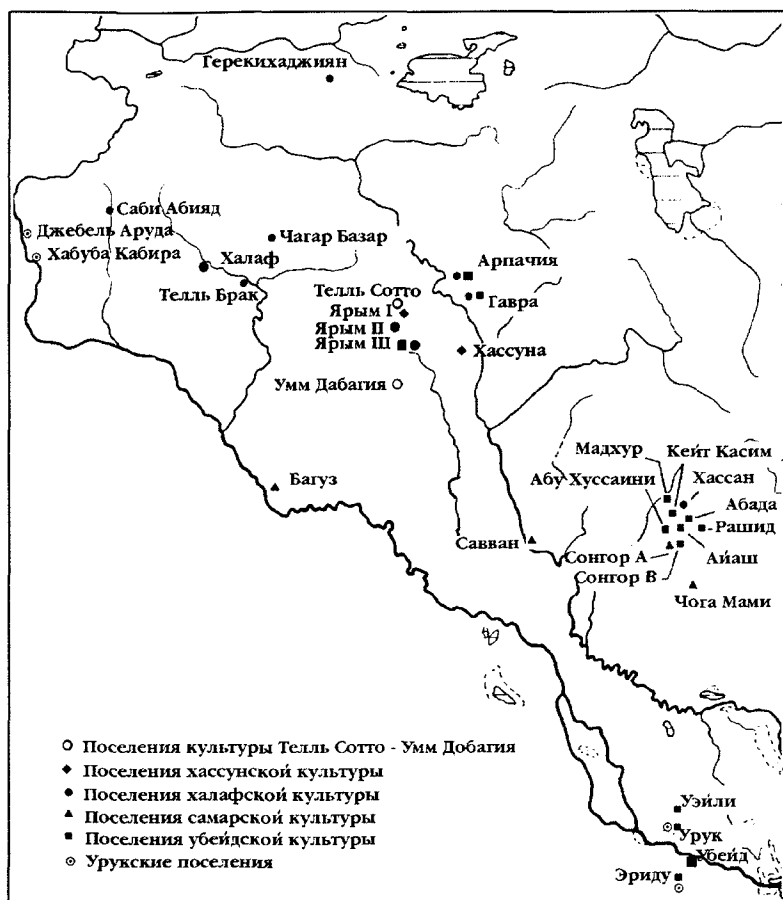 Герекихаджиян
Саби Абияд
Джебель Аруда
Чагар Базар
Хабуба Кабира
Халаф
Арпачия
Телль Брак
Телль Сотто
Гавра
Ярым I
Ярым II
Ярым III
Хассуна
Умм Дабагия
Мадхур
Кейт Касим
Абу Хуссаини
Хассан
Багуз
Абада
Рашид
Савван
Сонгор А
Айаш
Сонгор В
Чога Мами
Поселения культуры Телль Сотто - Умм Добагия
Поселения хассунской культуры
Поселения халафской культуры
Поселения самарской культуры
Поселения убейдской культуры
Урукские поселения
Уэйли
Урук
Убейд
Эриду